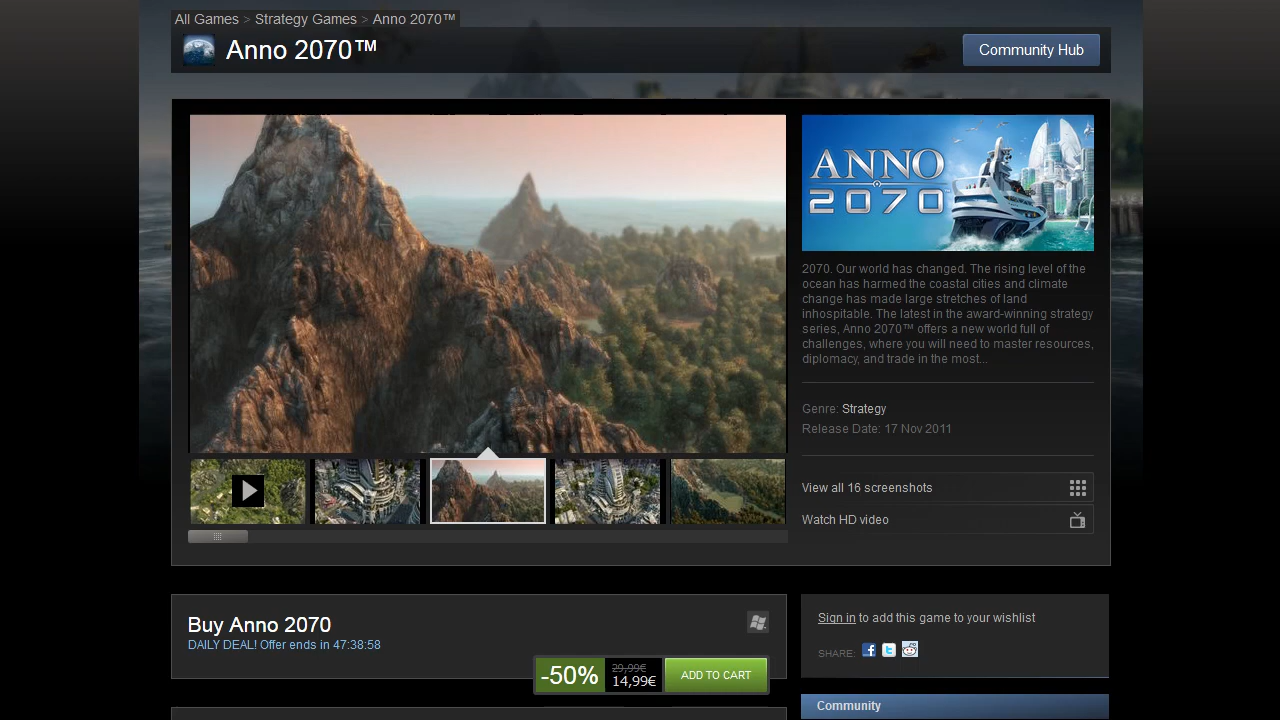 All Games > Strategy Games > Anno 2070™
Anno 2070™
Community Hub
ANNO
2070
2070. Our world has changed. The rising level of the
ocean has harmed the coastal cities and climate
change has made large stretches of land
inhospitable. The latest in the award-winning strategy
series, Anno 2070™ offers a new world full of
challenges, where you will need to master resources,
diplomacy, and trade in the most...
Genre: Strategy
Release Date: 17 Nov 2011
View all 16 screenshots
Watch HD video
Buy Anno 2070
DAILY DEAL! Offer ends in 47:38:58
-50%
29,99€
14,99€
ADD TO CART
Sign in to add this game to your wishlist
SHARE:
Community